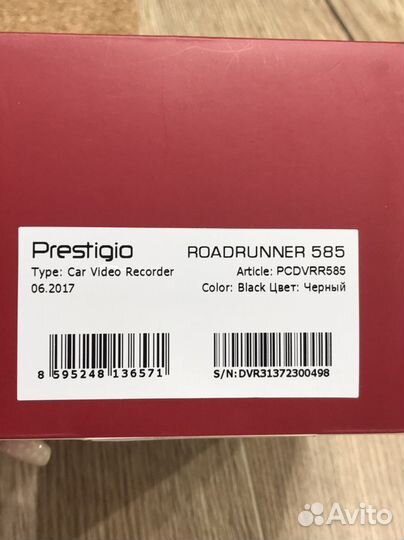 Prestigio ROADRUNNER 585
Type: Car Video Recorder Article: PCDVRR585
06.2017 Color: Black Цвет: Черный
8 595248 136571 S/N:DVR31372300498
Avito